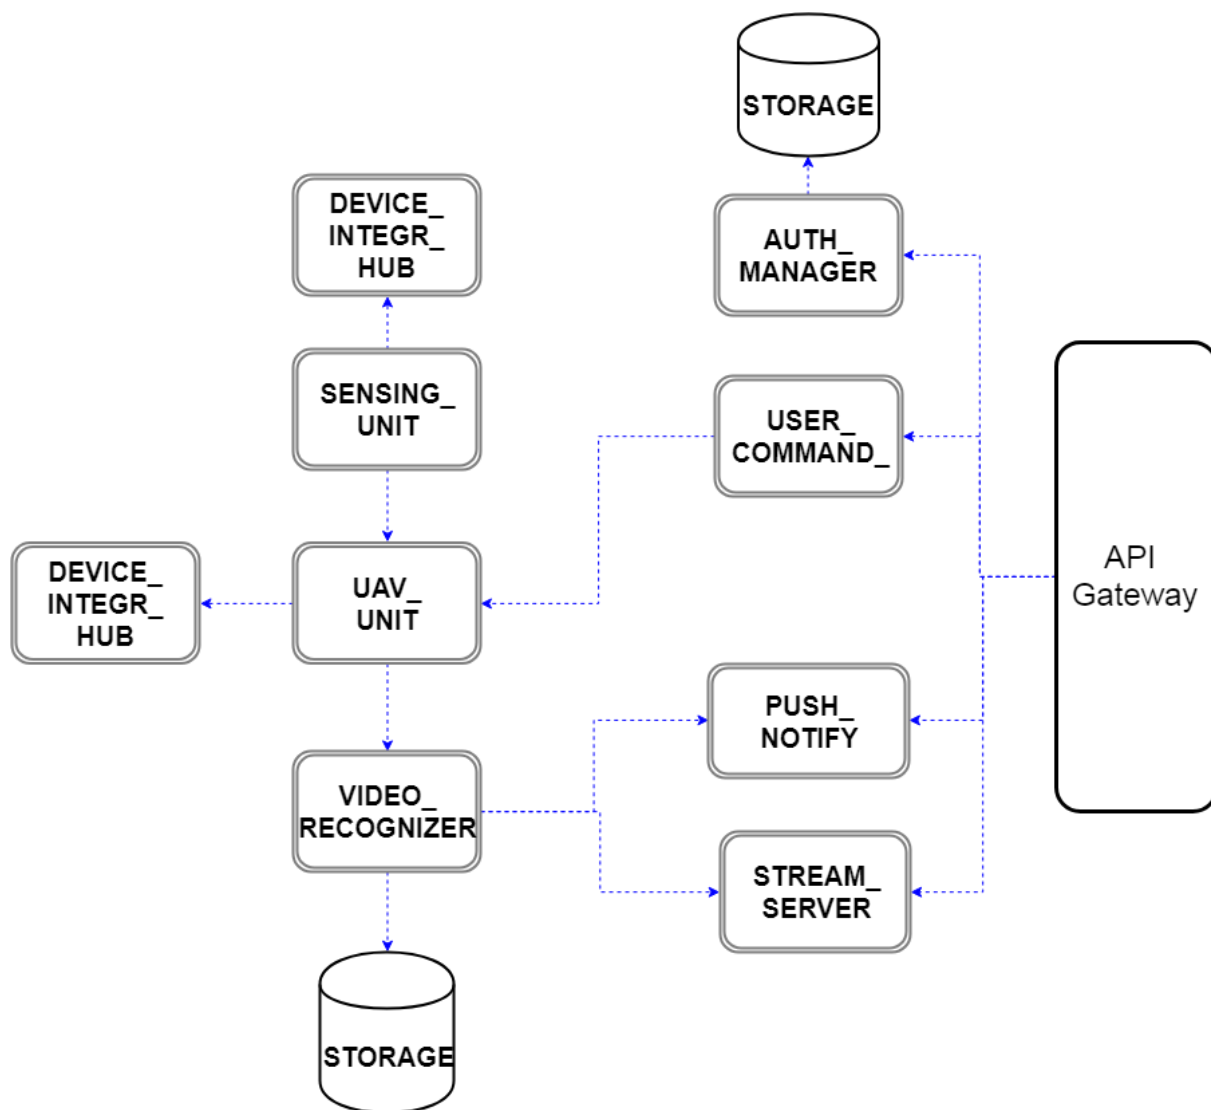 STORAGE
DEVICE_
INTEGR_
HUB
AUTH_
MANAGER
SENSING_
UNIT
USER_
COMMAND_
DEVICE_
INTEGR_
HUB
UAV_
UNIT
API
Gateway
PUSH_
NOTIFY
VIDEO_
RECOGNIZER
STREAM_
SERVER
STORAGE